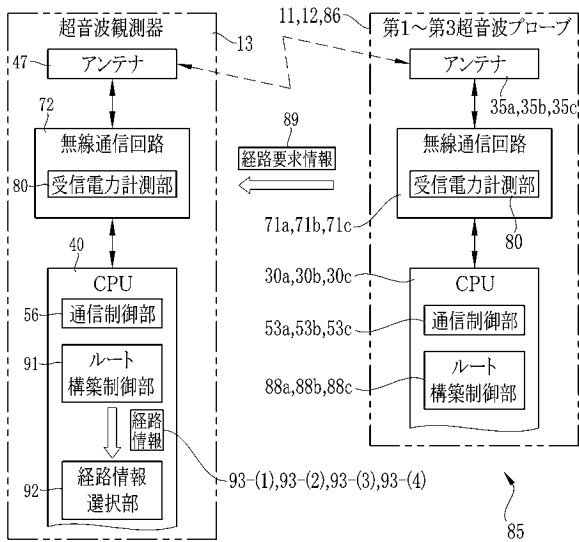 超音波観測器
13
47
アンテナ
72
無線通信回路
80
受信電力計測部
40
CPU
56
通信制御部
91
ルート
構築制御部
経路
情報
92
経路情報
選択部
93-(1),93-(2),93-(3),93-(4)
89
経路要求情報
11,12,86
第1～第3超音波プローブ
アンテナ
35a,35b,35c
無線通信回路
受信電力計測部
71a,71b,71c
80
30a,30b,30c
CPU
53a,53b,53c
通信制御部
88a,88b,88c
ルート
構築制御部
85